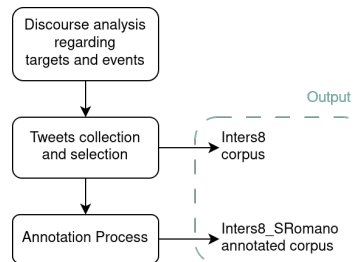 Discourse analysis
regarding
targets and events
Output
Tweets collection
and selection
Inters8
corpus
Annotation Process
Inters8_SRomano
annotated corpus